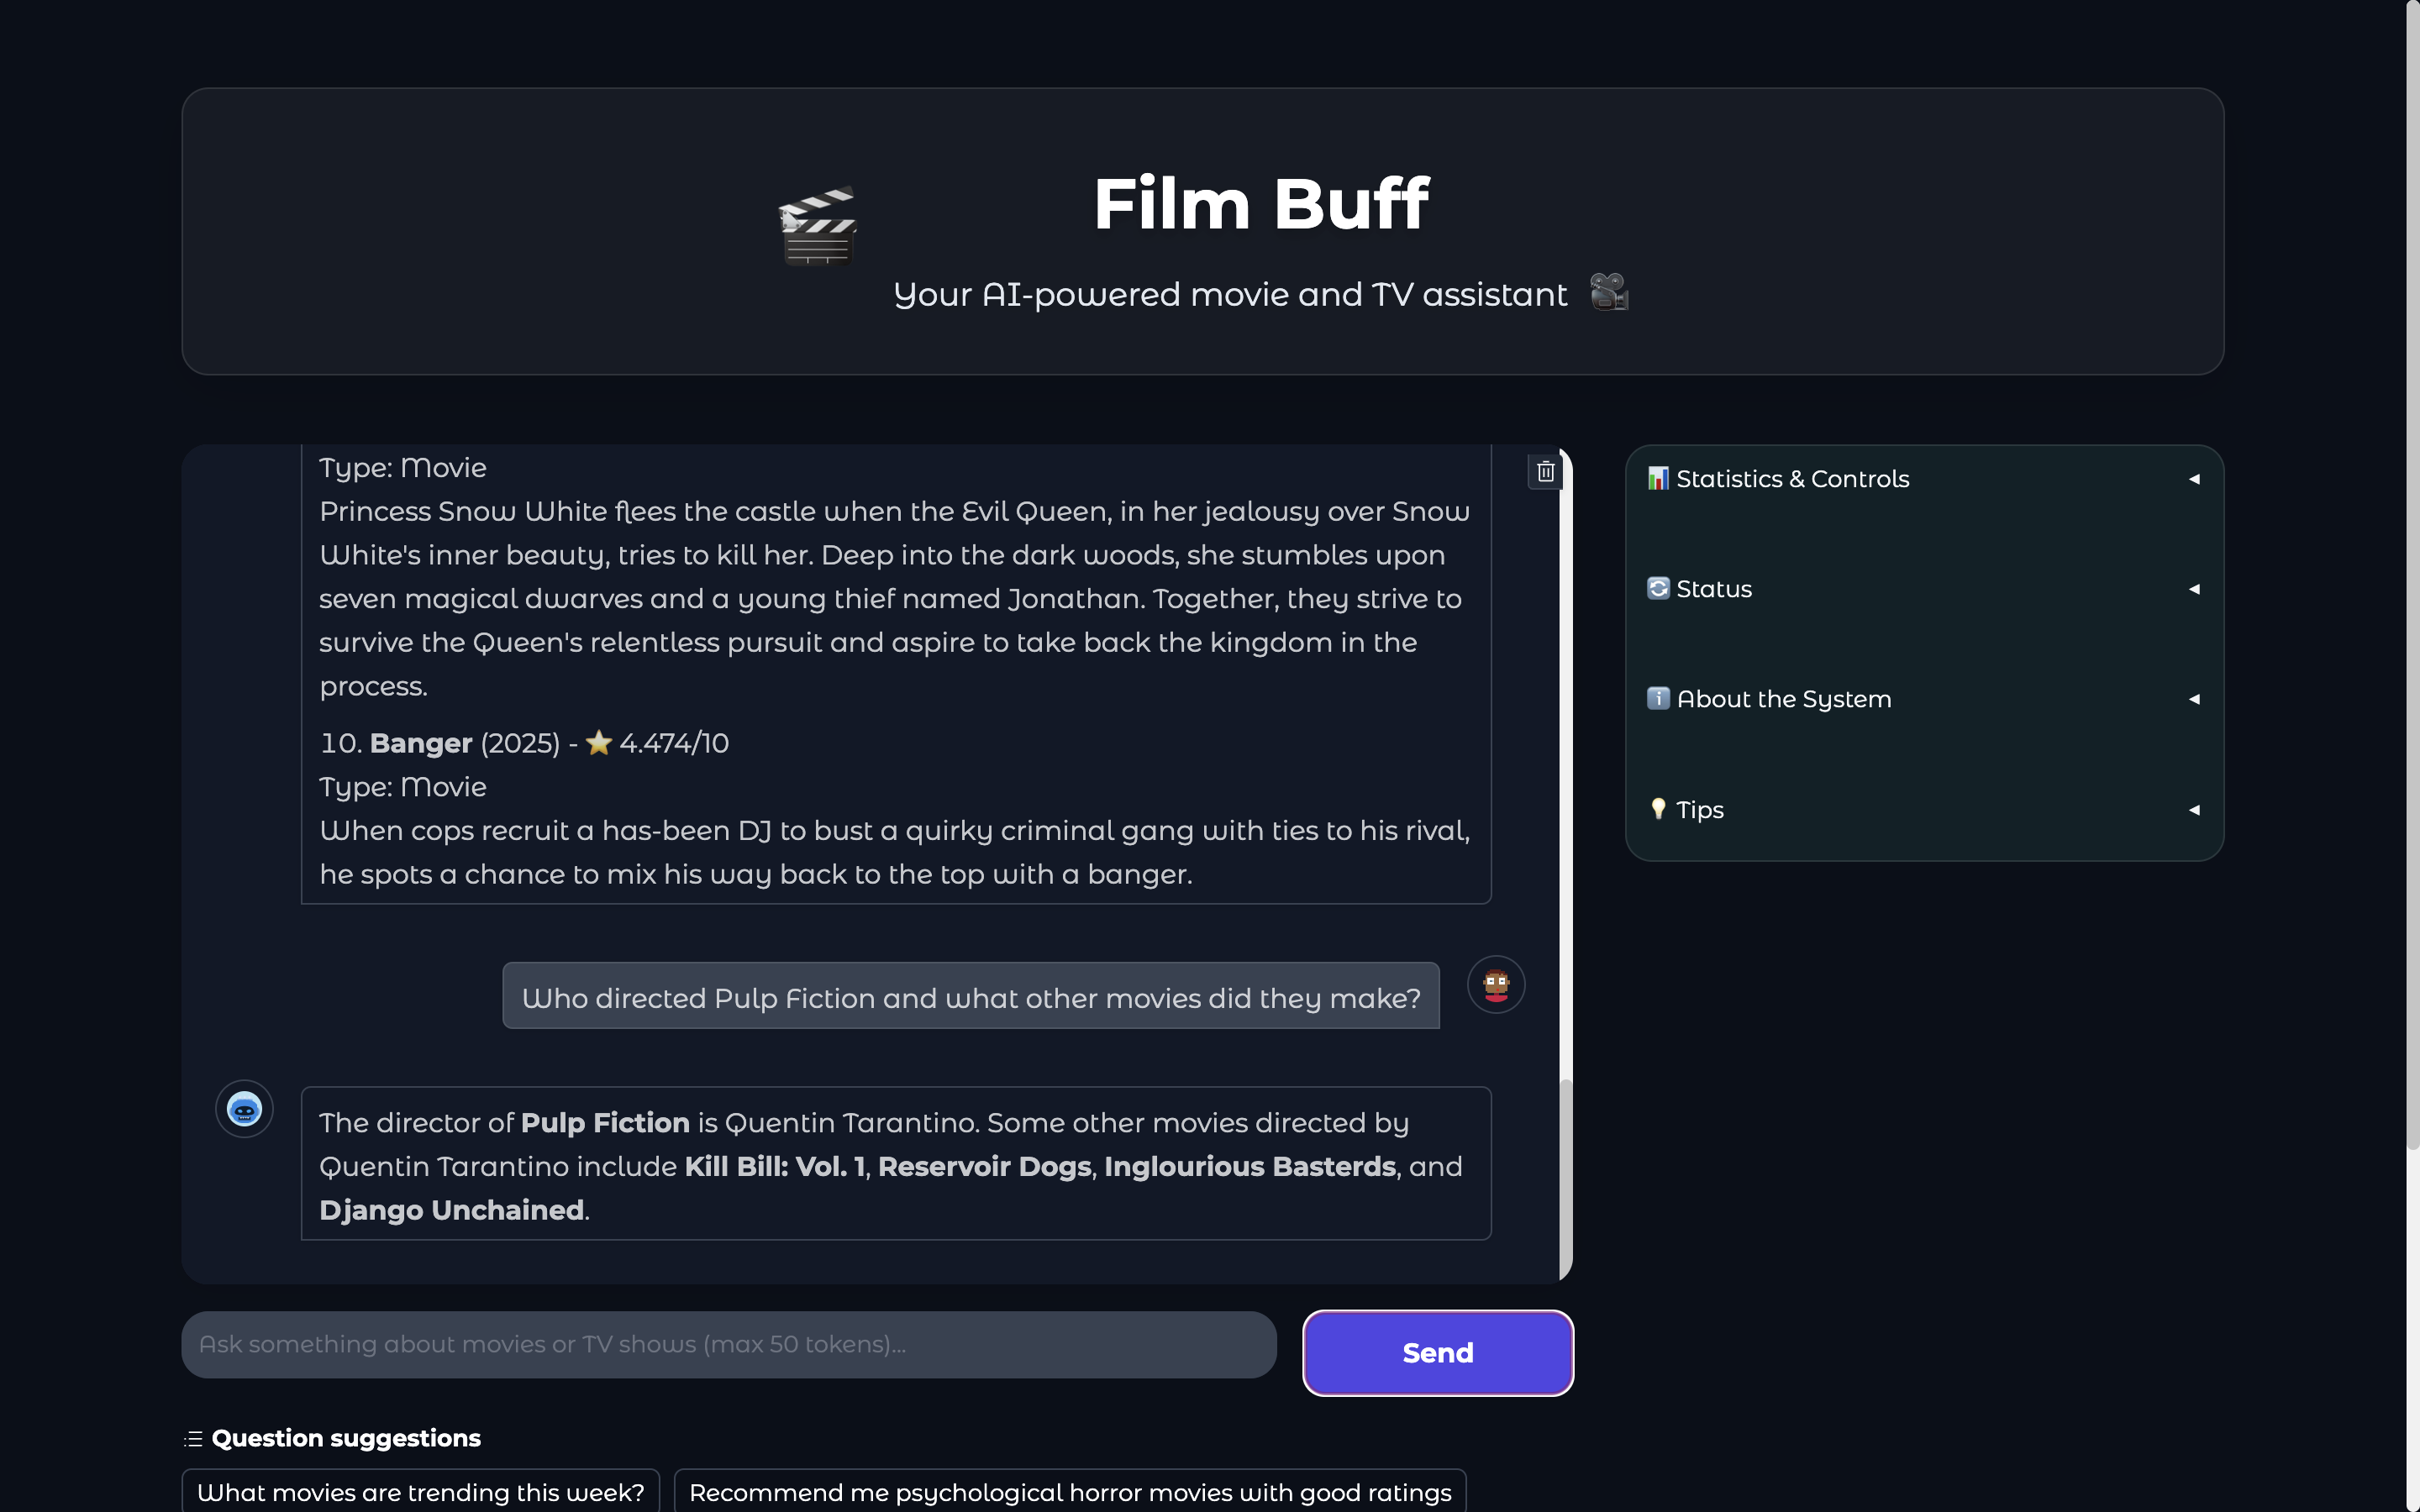 Film Buff
Your AI-powered movie and TV assistant
Type: Movie
Princess Snow White flees the castle when the Evil Queen, in her jealousy over Snow
White's inner beauty, tries to kill her. Deep into the dark woods, she stumbles upon
seven magical dwarves and a young thief named Jonathan. Together, they strive to
survive the Queen's relentless pursuit and aspire to take back the kingdom in the
process.
10. Banger (2025) - ⭐ 4.474/10
Type: Movie
When cops recruit a has-been DJ to bust a quirky criminal gang with ties to his rival,
he spots a chance to mix his way back to the top with a banger.
Who directed Pulp Fiction and what other movies did they make?
The director of Pulp Fiction is Quentin Tarantino. Some other movies directed by
Quentin Tarantino include Kill Bill: Vol. 1, Reservoir Dogs, Inglourious Basterds, and
Django Unchained.
Ask something about movies or TV shows (max 50 tokens)...
Send
Question suggestions
What movies are trending this week?
Recommend me psychological horror movies with good ratings
Statistics & Controls
Status
About the System
Tips